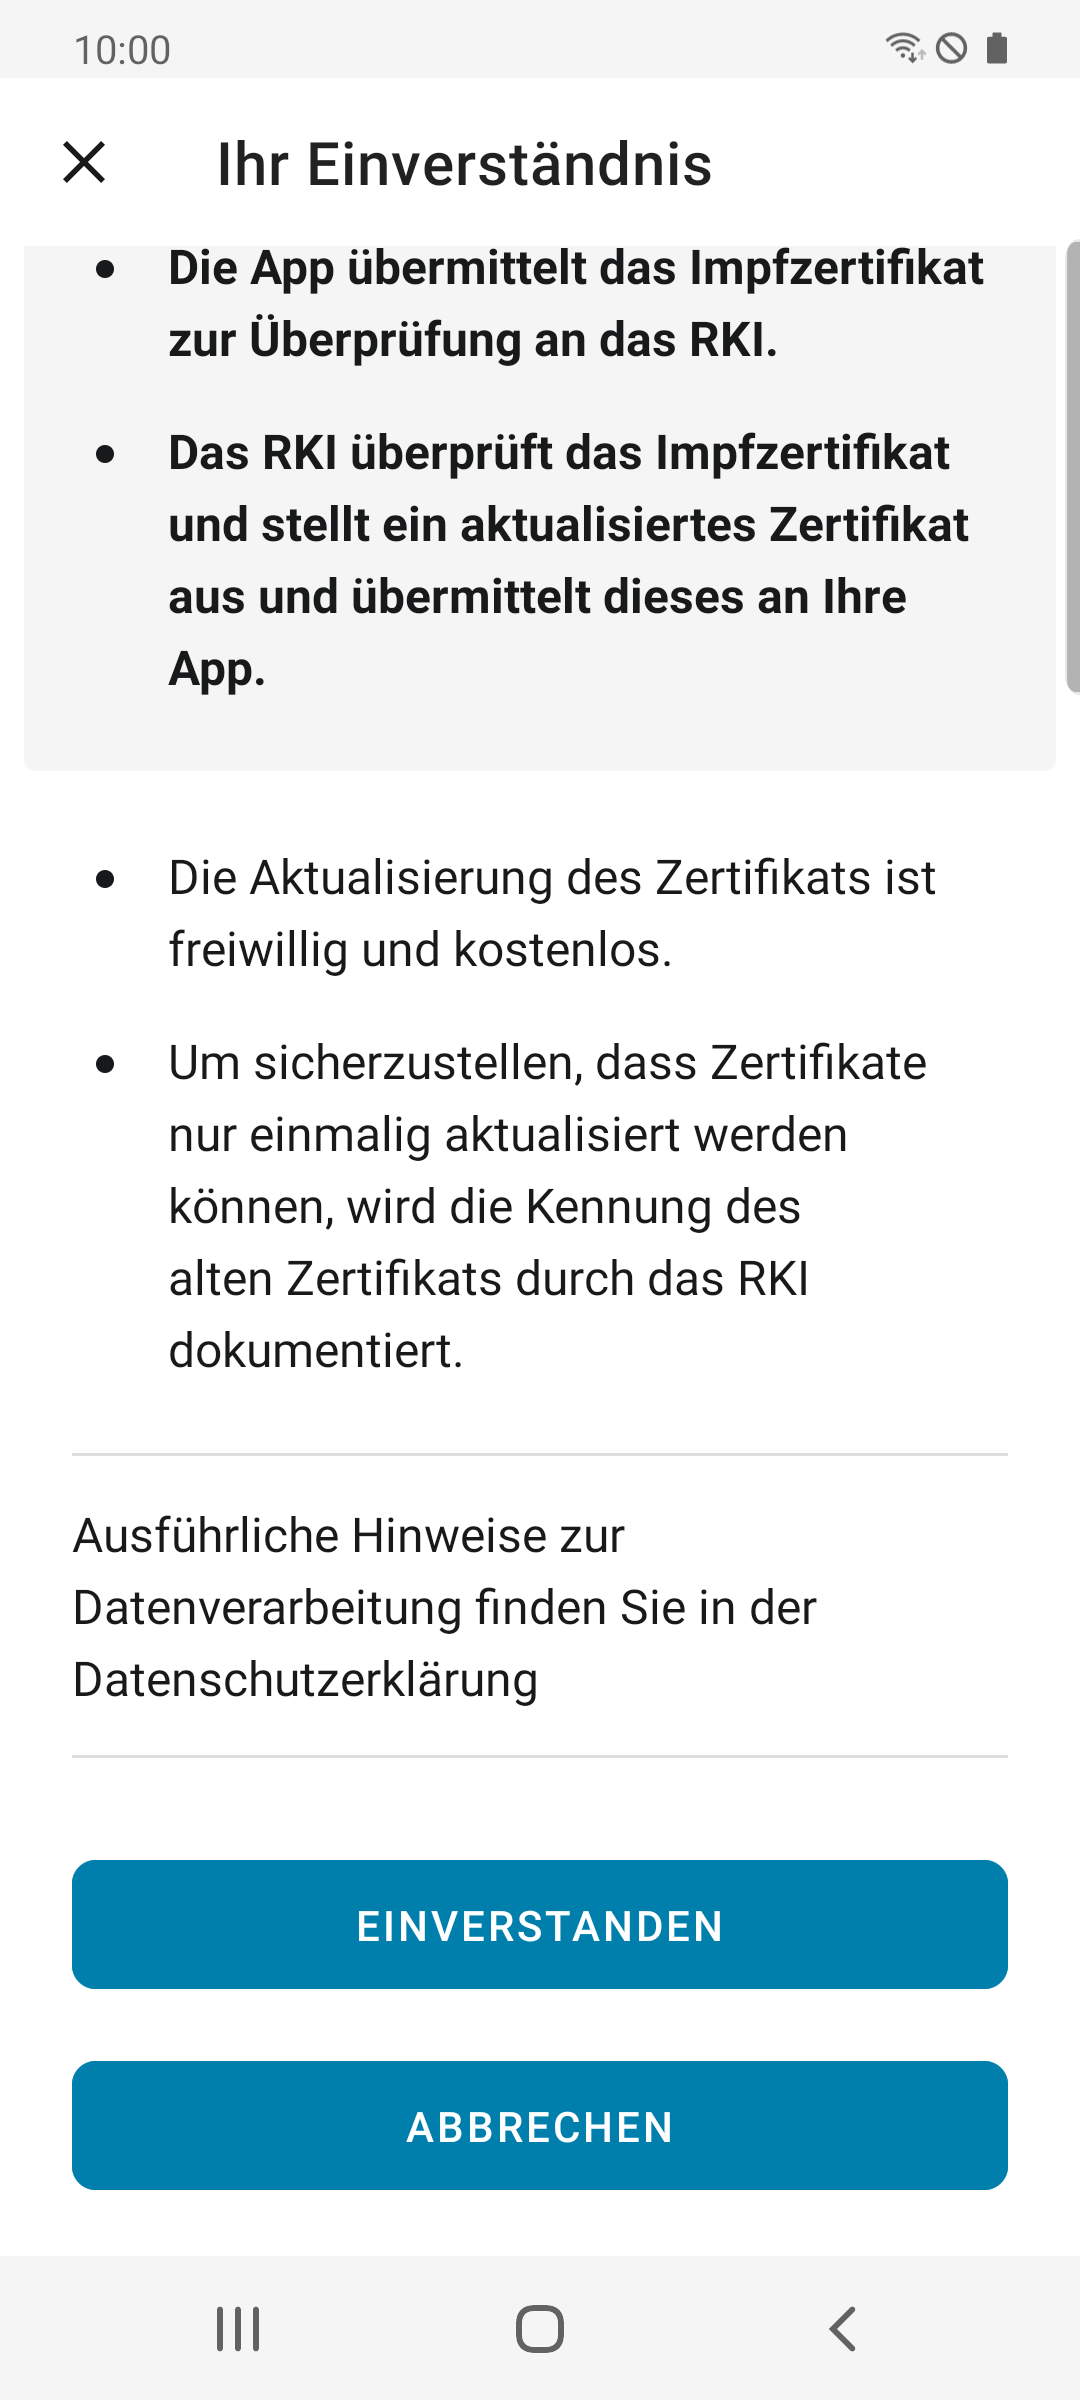 10:00
Ihr Einverständnis
Die App übermittelt das Impfzertifikat
zur Überprüfung an das RKI.
Das RKI überprüft das Impfzertifikat
und stellt ein aktualisiertes Zertifikat
aus und übermittelt dieses an Ihre
App.
Die Aktualisierung des Zertifikats ist
freiwillig und kostenlos.
Um sicherzustellen, dass Zertifikate
nur einmalig aktualisiert werden
können, wird die Kennung des
alten Zertifikats durch das RKI
dokumentiert.
Ausführliche Hinweise zur
Datenverarbeitung finden Sie in der
Datenschutzerklärung
EINVERSTANDEN
ABBRECHEN